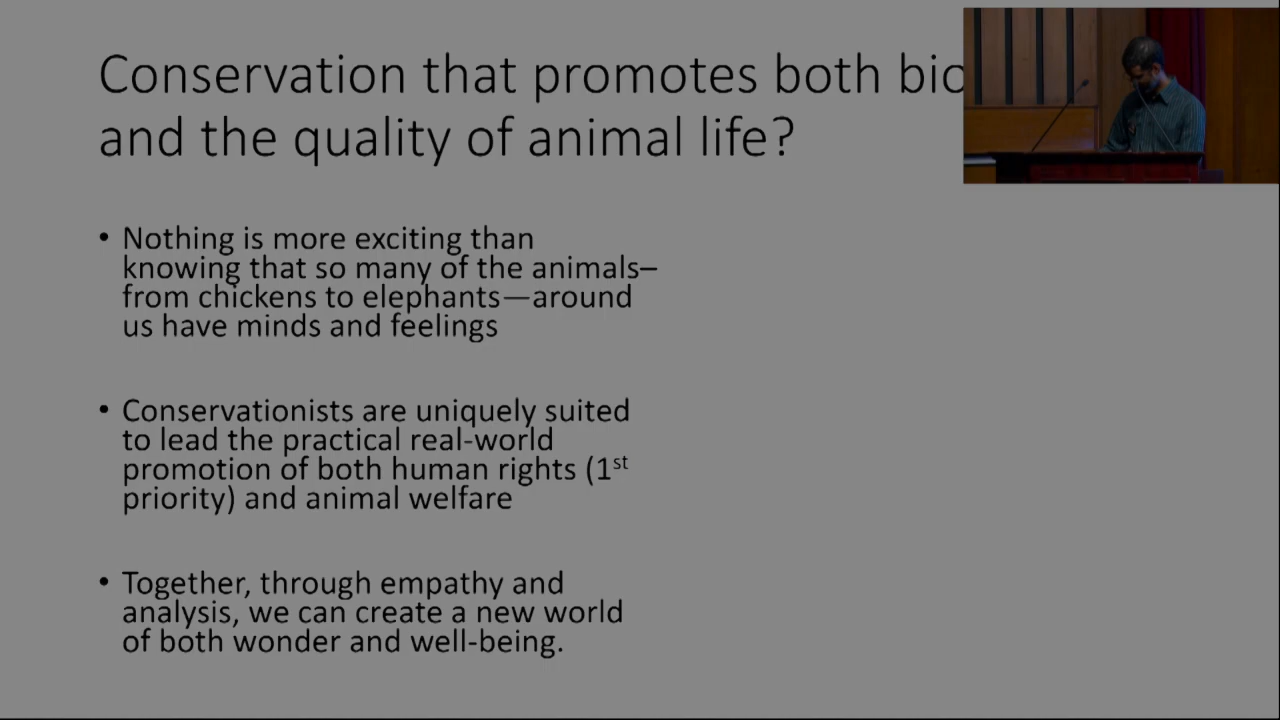 Conservation that promotes both bio
and the quality of animal life?
• Nothing is more exciting than
knowing that so many of the animals–
from chickens to elephants—around
us have minds and feelings
• Conservationists are uniquely suited
to lead the practical real-world
promotion of both human rights (1st
priority) and animal welfare
• Together, through empathy and
analysis, we can create a new world
of both wonder and well-being.